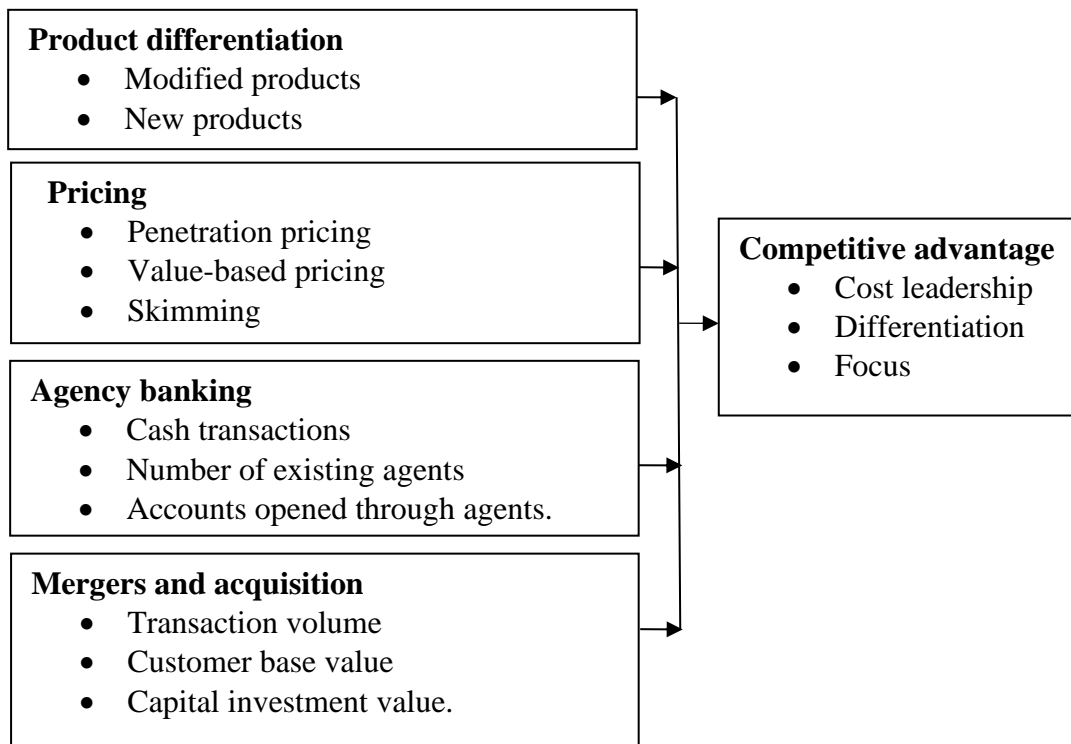 Product differentiation
• Modified products
• New products
Pricing
• Penetration pricing
• Value-based pricing
• Skimming
Agency banking
• Cash transactions
• Number of existing agents
• Accounts opened through agents.
Mergers and acquisition
• Transaction volume
• Customer base value
• Capital investment value.
Competitive advantage
• Cost leadership
• Differentiation
• Focus